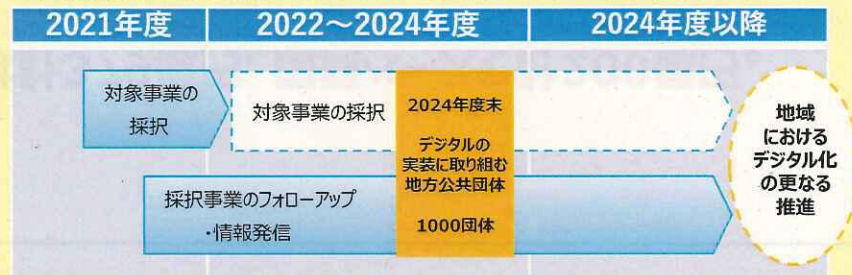 2021年度
2022～2024年度
2024年度以降
対象事業の
採択
対象事業の採択
2024年度末
デジタルの
実装に取り組む
地方公共団体
1000団体
採択事業のフォローアップ
・情報発信
地域
における
デジタル化
の更なる
推進